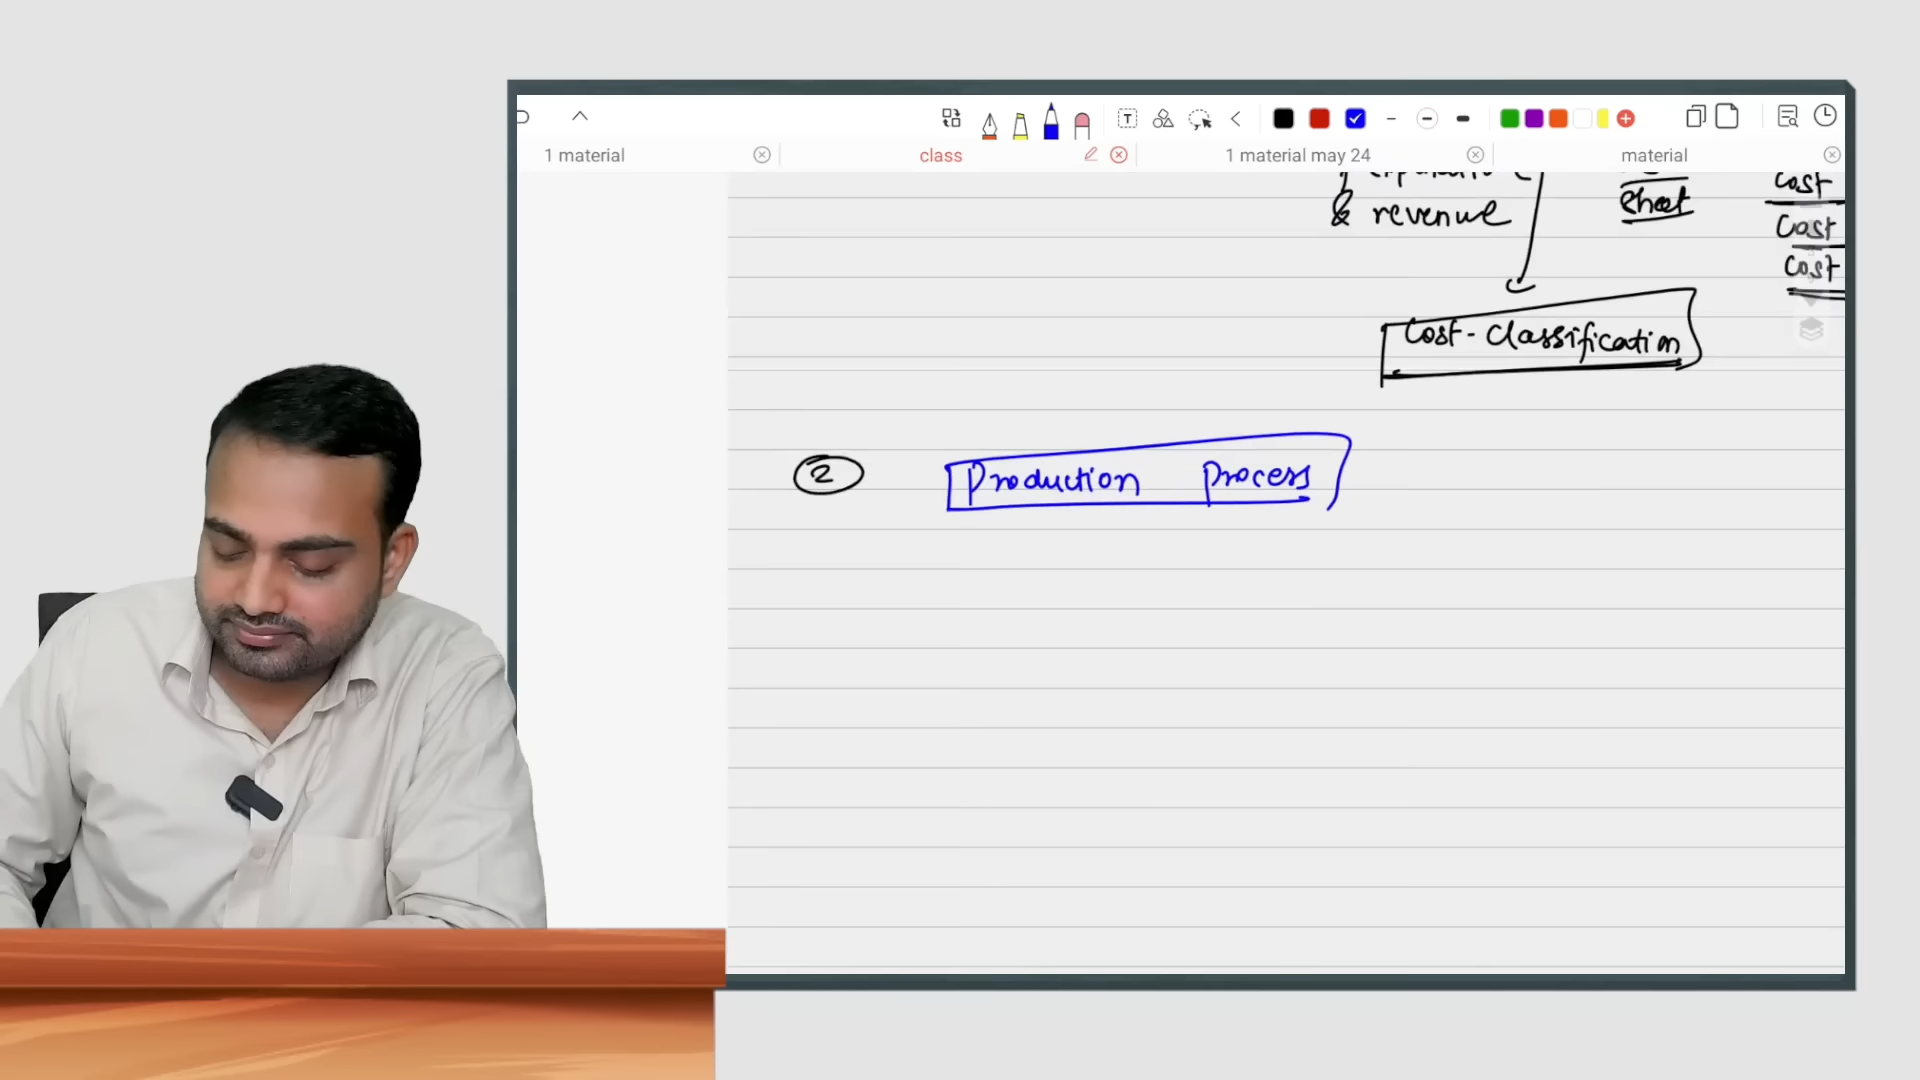 T
1 material
class
1 material may 24
material
& revenue
Sheet
Cost
Cost
Cost
Cost - Classification
2
Production Process